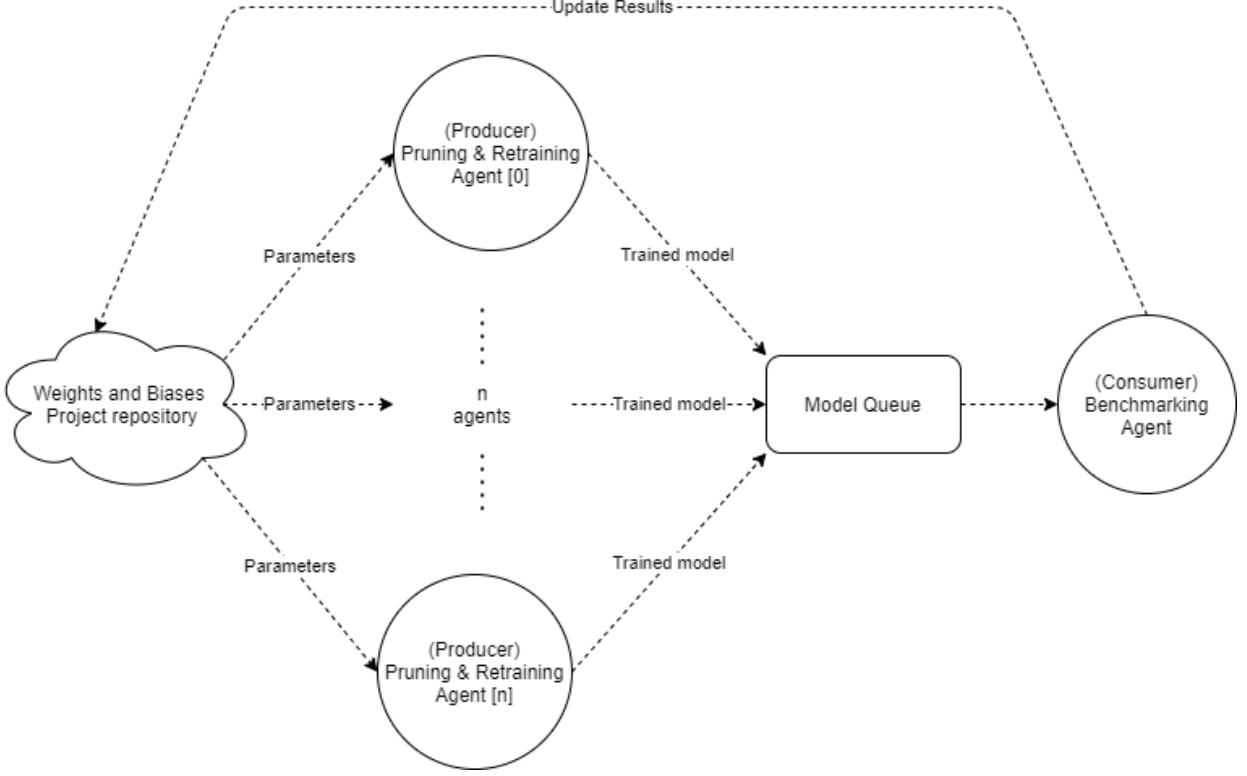 Update Results
(Producer)
Pruning & Retraining
Agent [0]
Parameters
Trained model
Weights and Biases
Project repository
Parameters
n
agents
Trained model
Model Queue
(Consumer)
Benchmarking
Agent
Parameters
Trained model
(Producer)
Pruning & Retraining
Agent [n]